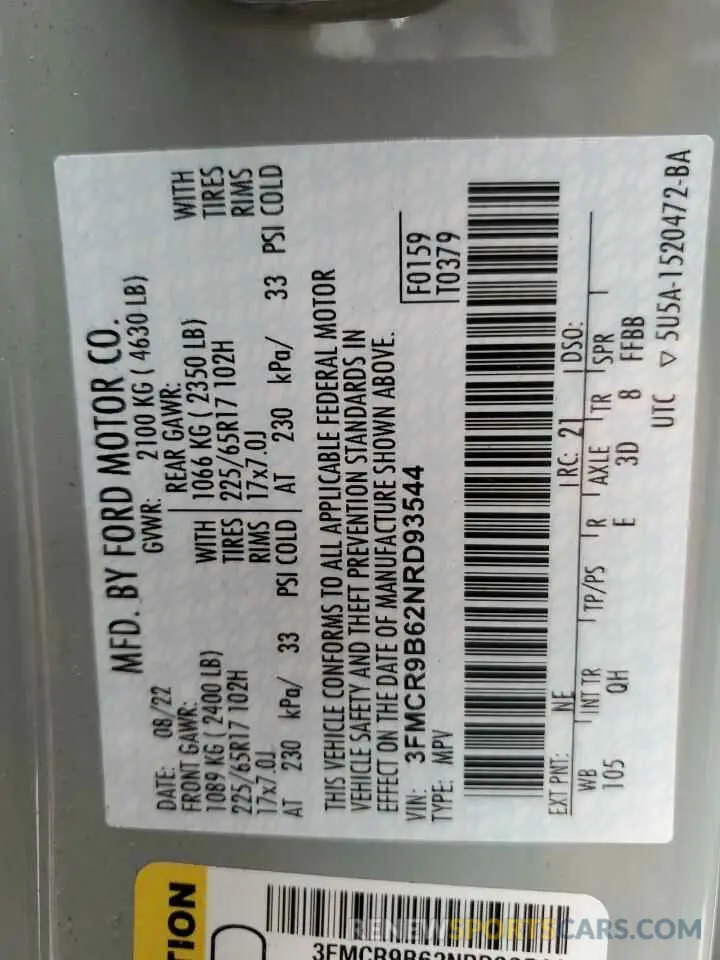 MFD. BY FORD MOTOR CO.
DATE: 08/22 GVWR: 2100 KG ( 4630 LB)
FRONT GAWR: REAR GAWR:
1089 KG ( 2400 LB) WITH 1066 KG ( 2350 LB) WITH
225/65R17 102H TIRES 225/65R17 102H TIRES
17x7.0J RIMS 17x7.0J RIMS
AT 230 kPa/ 33 PSI COLD AT 230 kPa/ 33 PSI COLD
THIS VEHICLE CONFORMS TO ALL APPLICABLE FEDERAL MOTOR
VEHICLE SAFETY AND THEFT PREVENTION STANDARDS IN
EFFECT ON THE DATE OF MANUFACTURE SHOWN ABOVE.
VIN: 3FMCR9B62NRD93544 F0159
TYPE: MPV T0379
EXT PNT: NE RC: 21 DSO:
WB INT TR TP/PS R AXLE TR SPR
105 QH E 3D 8 FFBB
UTC ▽ 5U5A-1520472-BA
RENEWSPORTSCARS.COM